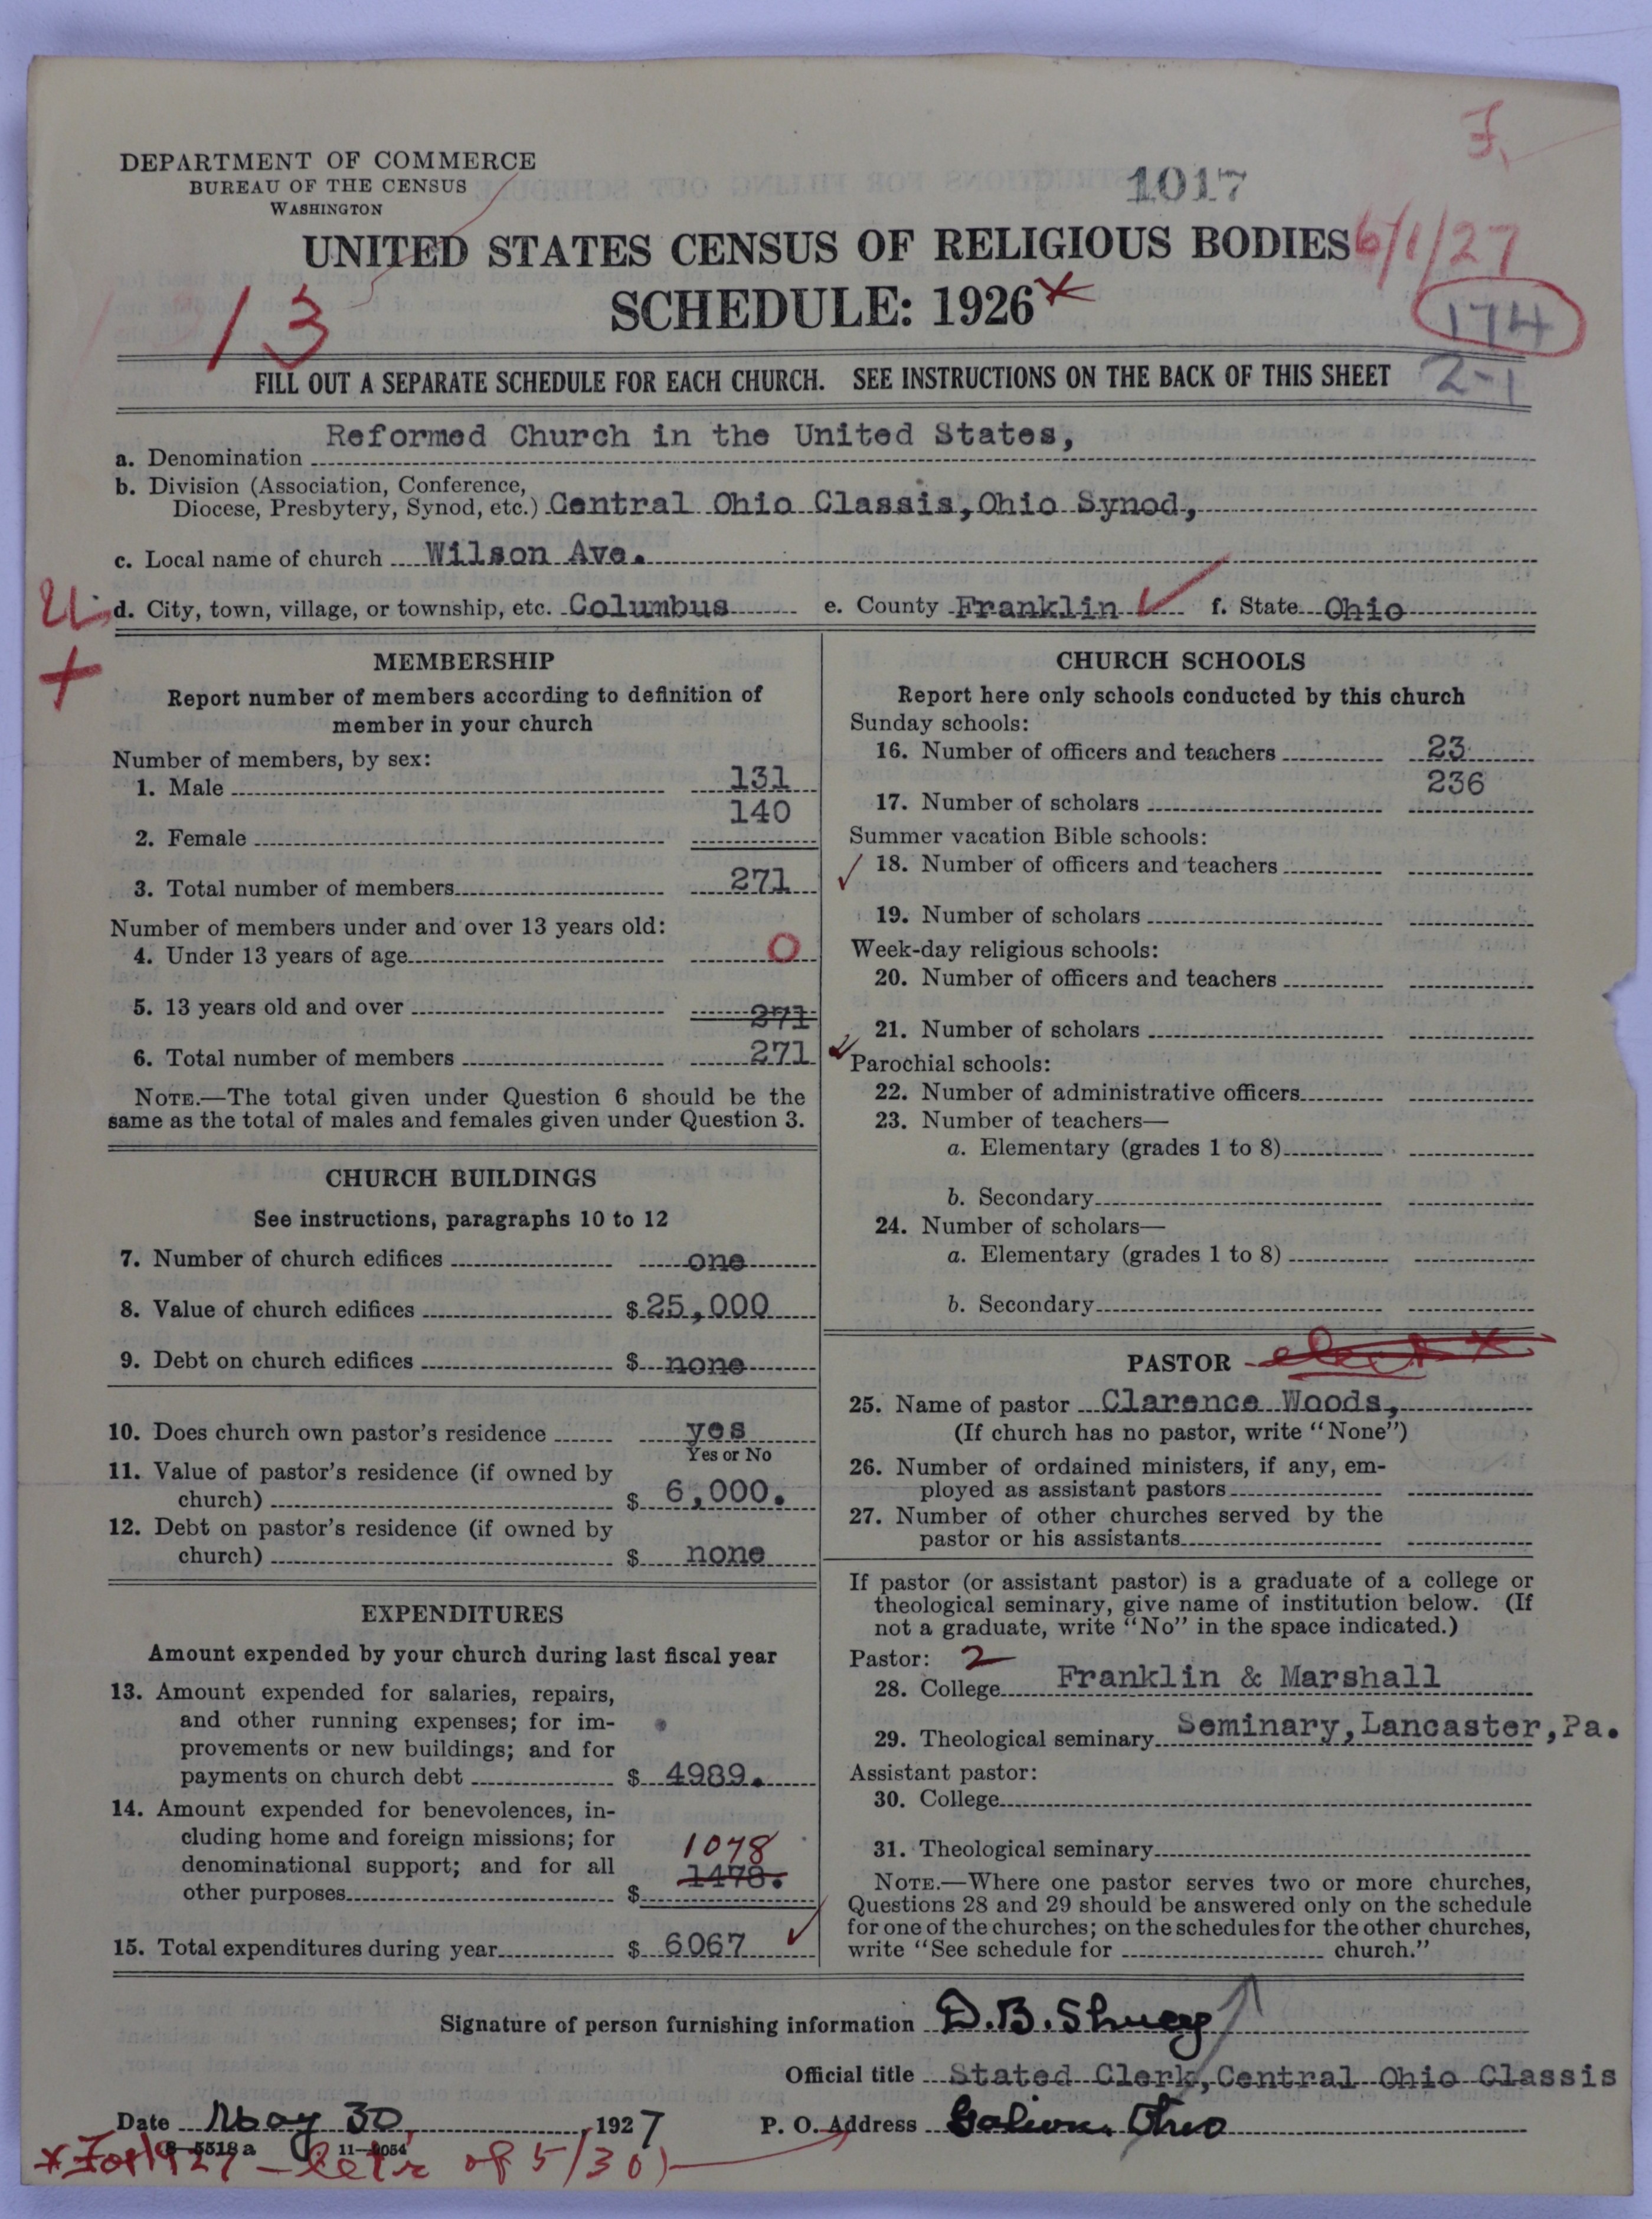 DEPARTMENT OF COMMERCE
BUREAU OF THE CENSUS
WASHINGTON
1017
UNITED STATES CENSUS OF RELIGIOUS BODIES 6/1/27
13 SCHEDULE: 1926* 174
FILL OUT A SEPARATE SCHEDULE FOR EACH CHURCH. SEE INSTRUCTIONS ON THE BACK OF THIS SHEET 2-1
a. Denomination Reformed Church in the United States,
b. Division (Association, Conference,
Diocese, Presbytery, Synod, etc.) Central Ohio Classis, Ohio Synod,
c. Local name of church Wilson Ave.
d. City, town, village, or township, etc. Columbus e. County Franklin ✓ f. State Ohio
+
MEMBERSHIP
Report number of members according to definition of
member in your church
Number of members, by sex:
1. Male 131
2. Female 140
3. Total number of members 271
Number of members under and over 13 years old:
4. Under 13 years of age 0
5. 13 years old and over 271
6. Total number of members 271
NOTE.—The total given under Question 6 should be the
same as the total of males and females given under Question 3.
CHURCH BUILDINGS
See instructions, paragraphs 10 to 12
7. Number of church edifices one
8. Value of church edifices $ 25,000
9. Debt on church edifices $ none
10. Does church own pastor's residence yes
Yes or No
11. Value of pastor's residence (if owned by
church) $ 6,000.
12. Debt on pastor's residence (if owned by
church) $ none
EXPENDITURES
Amount expended by your church during last fiscal year
13. Amount expended for salaries, repairs,
and other running expenses; for im-
provements or new buildings; and for
payments on church debt $ 4989.
14. Amount expended for benevolences, in-
cluding home and foreign missions; for
denominational support; and for all 1078
other purposes $ 1478.
15. Total expenditures during year $ 6067 ✓
CHURCH SCHOOLS
Report here only schools conducted by this church
Sunday schools:
16. Number of officers and teachers 23
17. Number of scholars 236
Summer vacation Bible schools:
✓ 18. Number of officers and teachers
19. Number of scholars
Week-day religious schools:
20. Number of officers and teachers
21. Number of scholars
Parochial schools:
22. Number of administrative officers
23. Number of teachers—
a. Elementary (grades 1 to 8)
b. Secondary
24. Number of scholars—
a. Elementary (grades 1 to 8)
b. Secondary
PASTOR - elect *
25. Name of pastor Clarence Woods,
(If church has no pastor, write "None")
26. Number of ordained ministers, if any, em-
ployed as assistant pastors
27. Number of other churches served by the
pastor or his assistants
If pastor (or assistant pastor) is a graduate of a college or
theological seminary, give name of institution below. (If
not a graduate, write "No" in the space indicated.)
Pastor: 2
28. College Franklin & Marshall
29. Theological seminary Seminary, Lancaster, Pa.
Assistant pastor:
30. College
31. Theological seminary
NOTE.—Where one pastor serves two or more churches,
Questions 28 and 29 should be answered only on the schedule
for one of the churches; on the schedules for the other churches,
write "See schedule for church."
Signature of person furnishing information D. B. Shuey
Official title Stated Clerk, Central Ohio Classis
Date May 30, 1927 P. O. Address Galion, Ohio
8—5518a 11—9054
*For 1927 - let'r of 5/30)